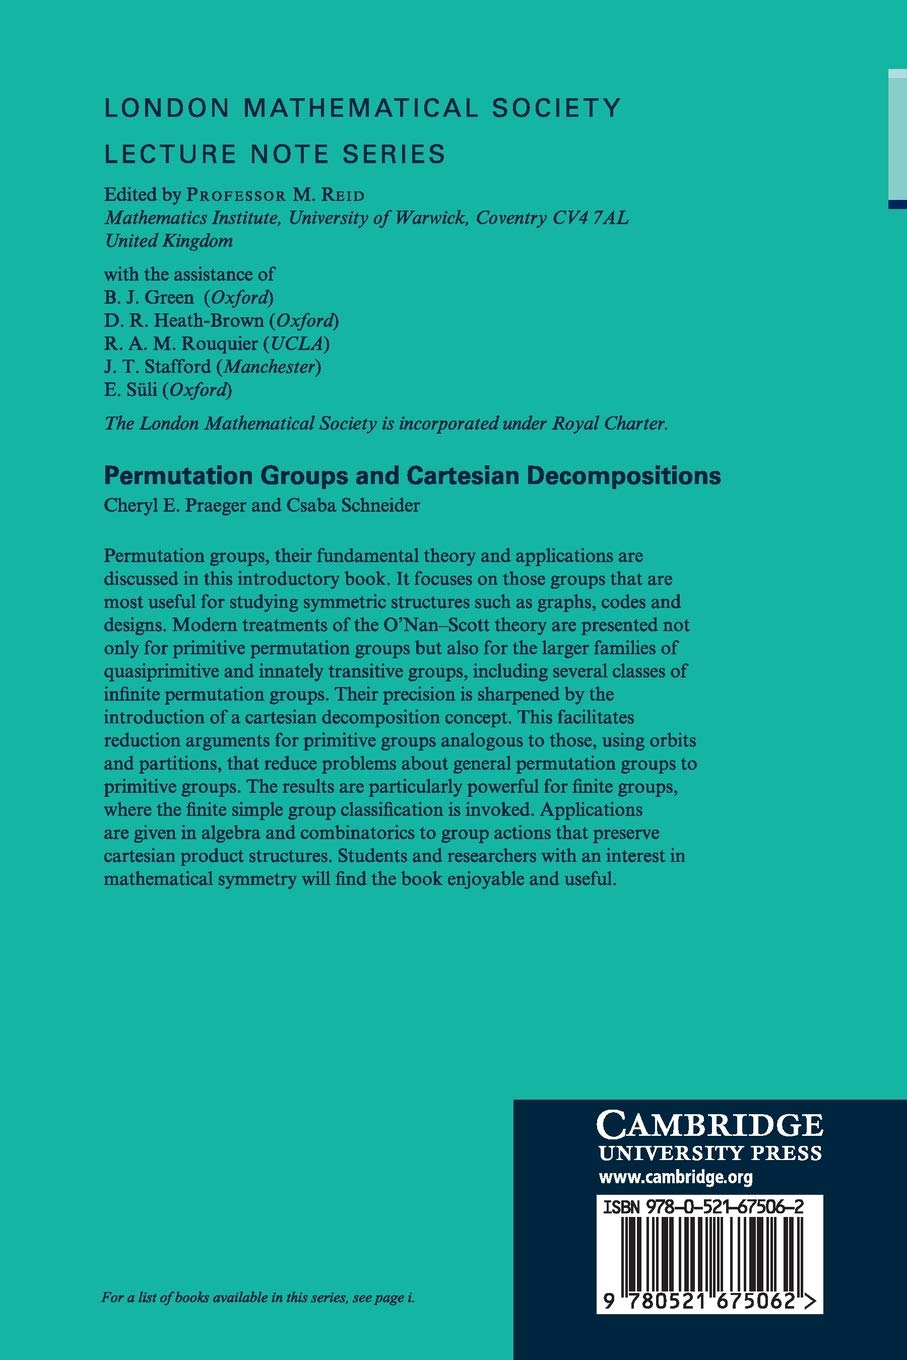 LONDON MATHEMATICAL SOCIETY
LECTURE NOTE SERIES
Edited by PROFESSOR M. REID
Mathematics Institute, University of Warwick, Coventry CV4 7AL
United Kingdom
with the assistance of
B. J. Green (Oxford)
D. R. Heath-Brown (Oxford)
R. A. M. Rouquier (UCLA)
J. T. Stafford (Manchester)
E. Süli (Oxford)
The London Mathematical Society is incorporated under Royal Charter.
Permutation Groups and Cartesian Decompositions
Cheryl E. Praeger and Csaba Schneider
Permutation groups, their fundamental theory and applications are
discussed in this introductory book. It focuses on those groups that are
most useful for studying symmetric structures such as graphs, codes and
designs. Modern treatments of the O'Nan–Scott theory are presented not
only for primitive permutation groups but also for the larger families of
quasiprimitive and innately transitive groups, including several classes of
infinite permutation groups. Their precision is sharpened by the
introduction of a cartesian decomposition concept. This facilitates
reduction arguments for primitive groups analogous to those, using orbits
and partitions, that reduce problems about general permutation groups to
primitive groups. The results are particularly powerful for finite groups,
where the finite simple group classification is invoked. Applications
are given in algebra and combinatorics to group actions that preserve
cartesian product structures. Students and researchers with an interest in
mathematical symmetry will find the book enjoyable and useful.
CAMBRIDGE
UNIVERSITY PRESS
www.cambridge.org
ISBN 978-0-521-67506-2
9 780521 675062 >
For a list of books available in this series, see page i.